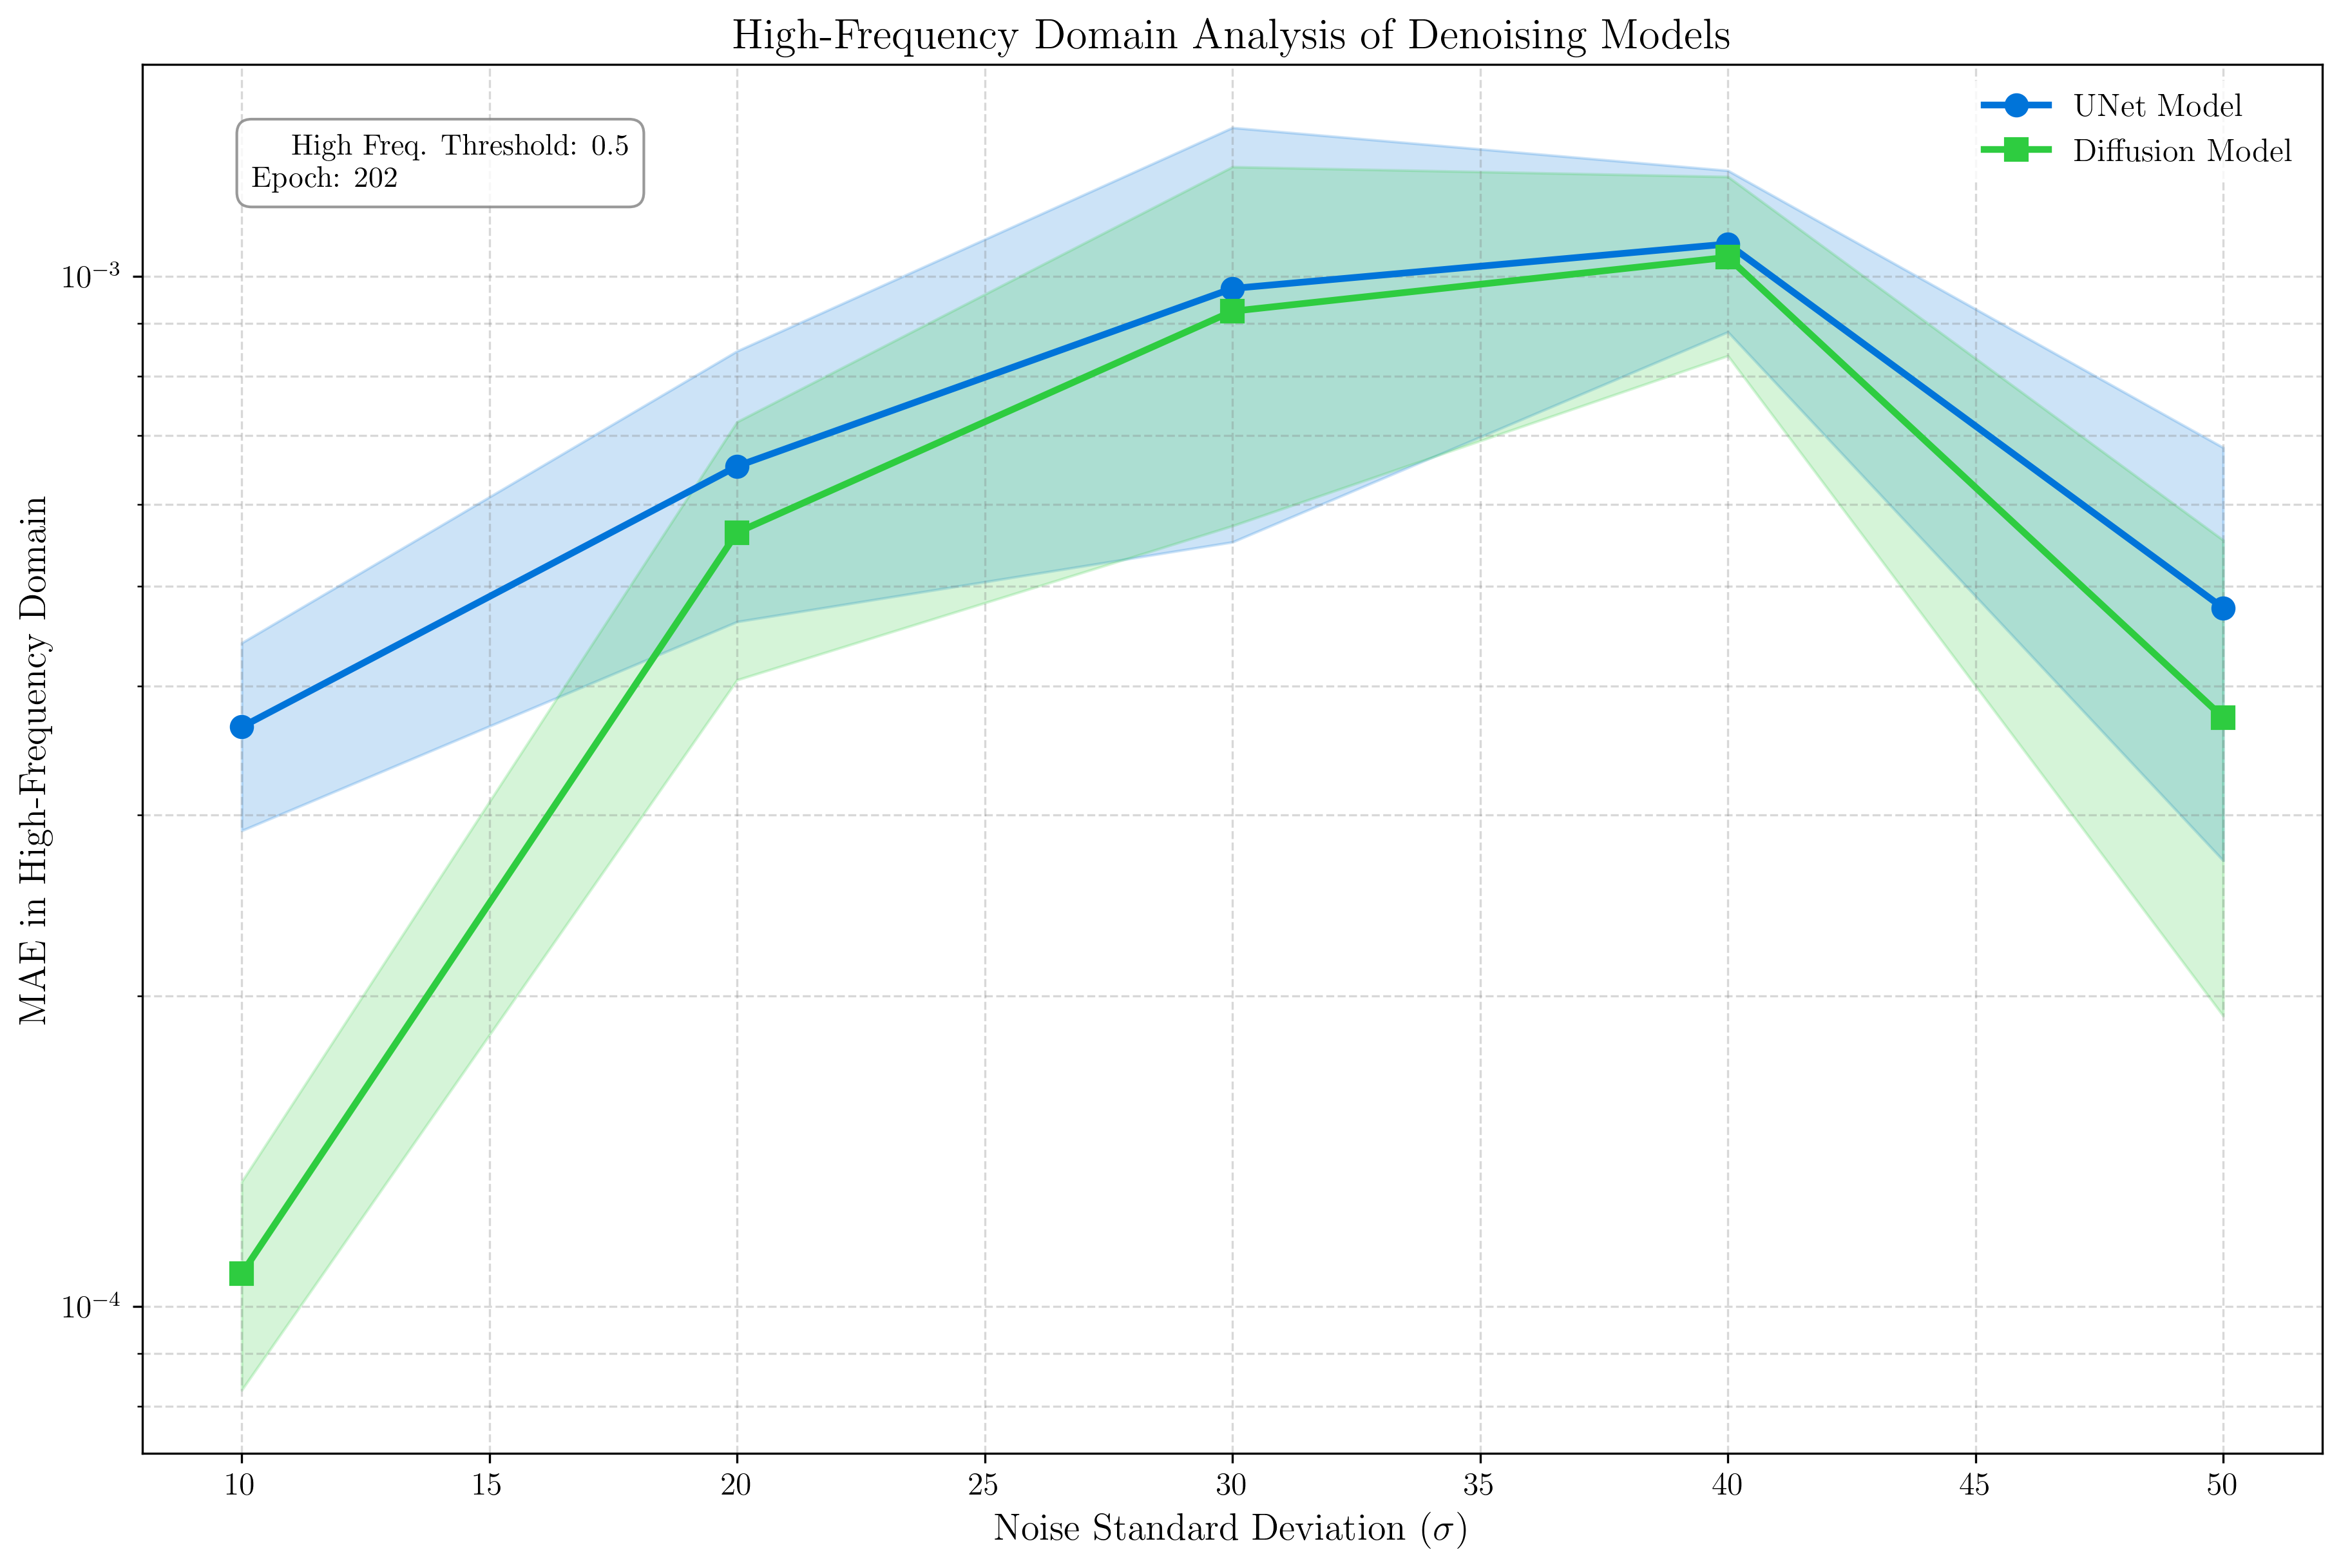 High-Frequency Domain Analysis of Denoising Models
High Freq. Threshold: 0.5
Epoch: 202
UNet Model
Diffusion Model
MAE in High-Frequency Domain
10⁻³
10⁻⁴
10 15 20 25 30 35 40 45 50
Noise Standard Deviation (σ)